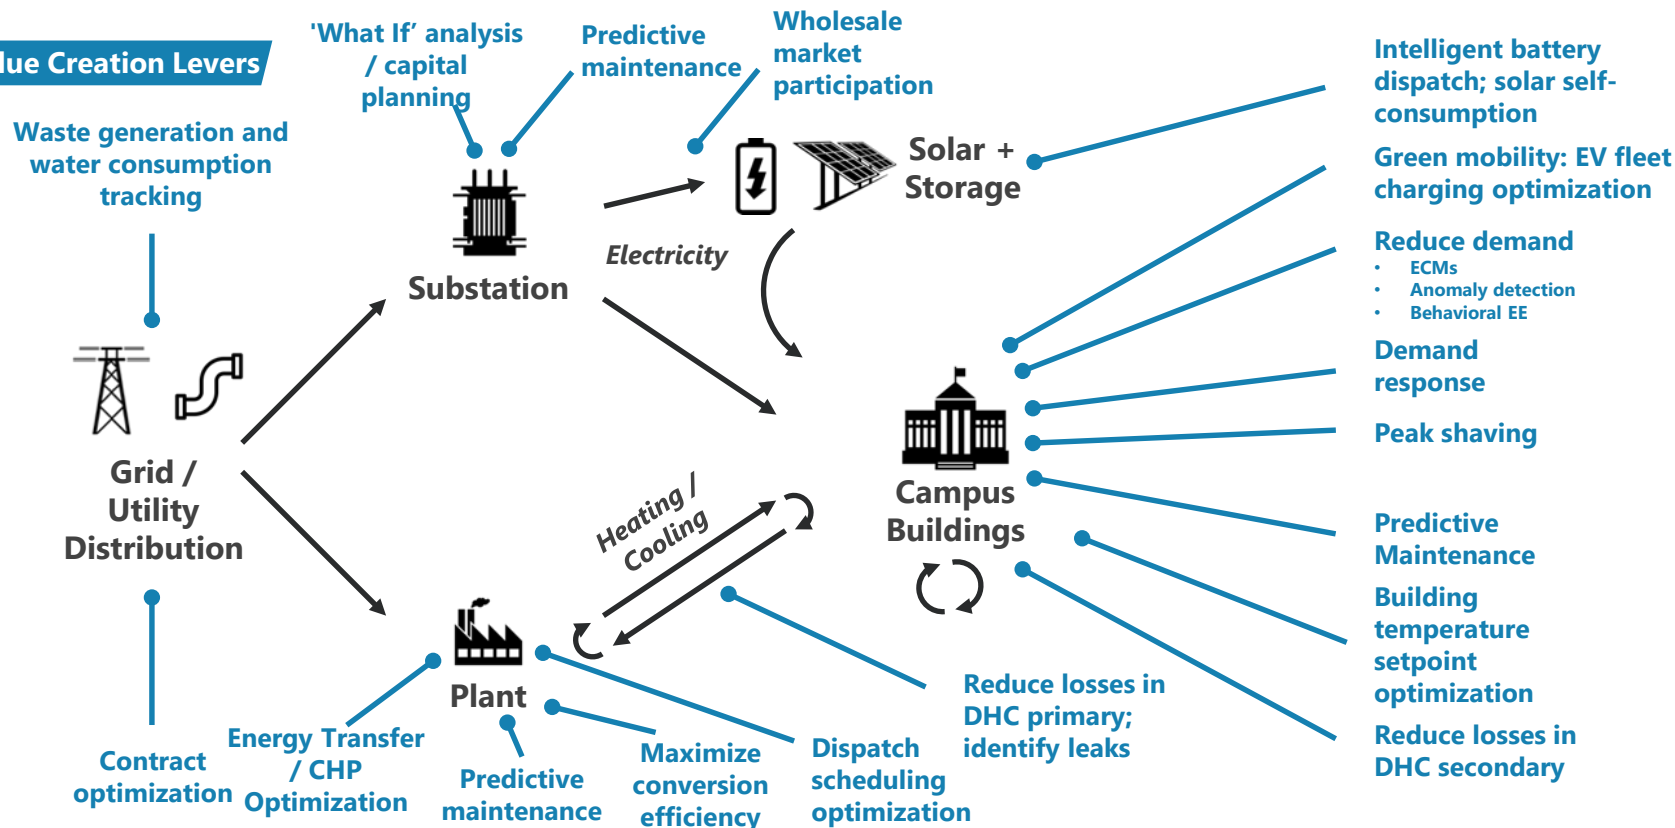 lue Creation Levers
'What If’ analysis
/ capital
planning
Predictive
maintenance
Wholesale
market
participation
Intelligent battery
dispatch; solar self-
consumption
Waste generation and
water consumption
tracking
Solar +
Storage
Green mobility: EV fleet
charging optimization
Electricity
Substation
Reduce demand
• ECMs
• Anomaly detection
• Behavioral EE
Demand
response
Peak shaving
Grid /
Utility
Distribution
Heating /
Cooling
Campus
Buildings
Predictive
Maintenance
Building
temperature
setpoint
optimization
Plant
Reduce losses in
DHC primary;
identify leaks
Reduce losses in
DHC secondary
Contract
optimization
Energy Transfer
/ CHP
Optimization
Predictive
maintenance
Maximize
conversion
efficiency
Dispatch
scheduling
optimization